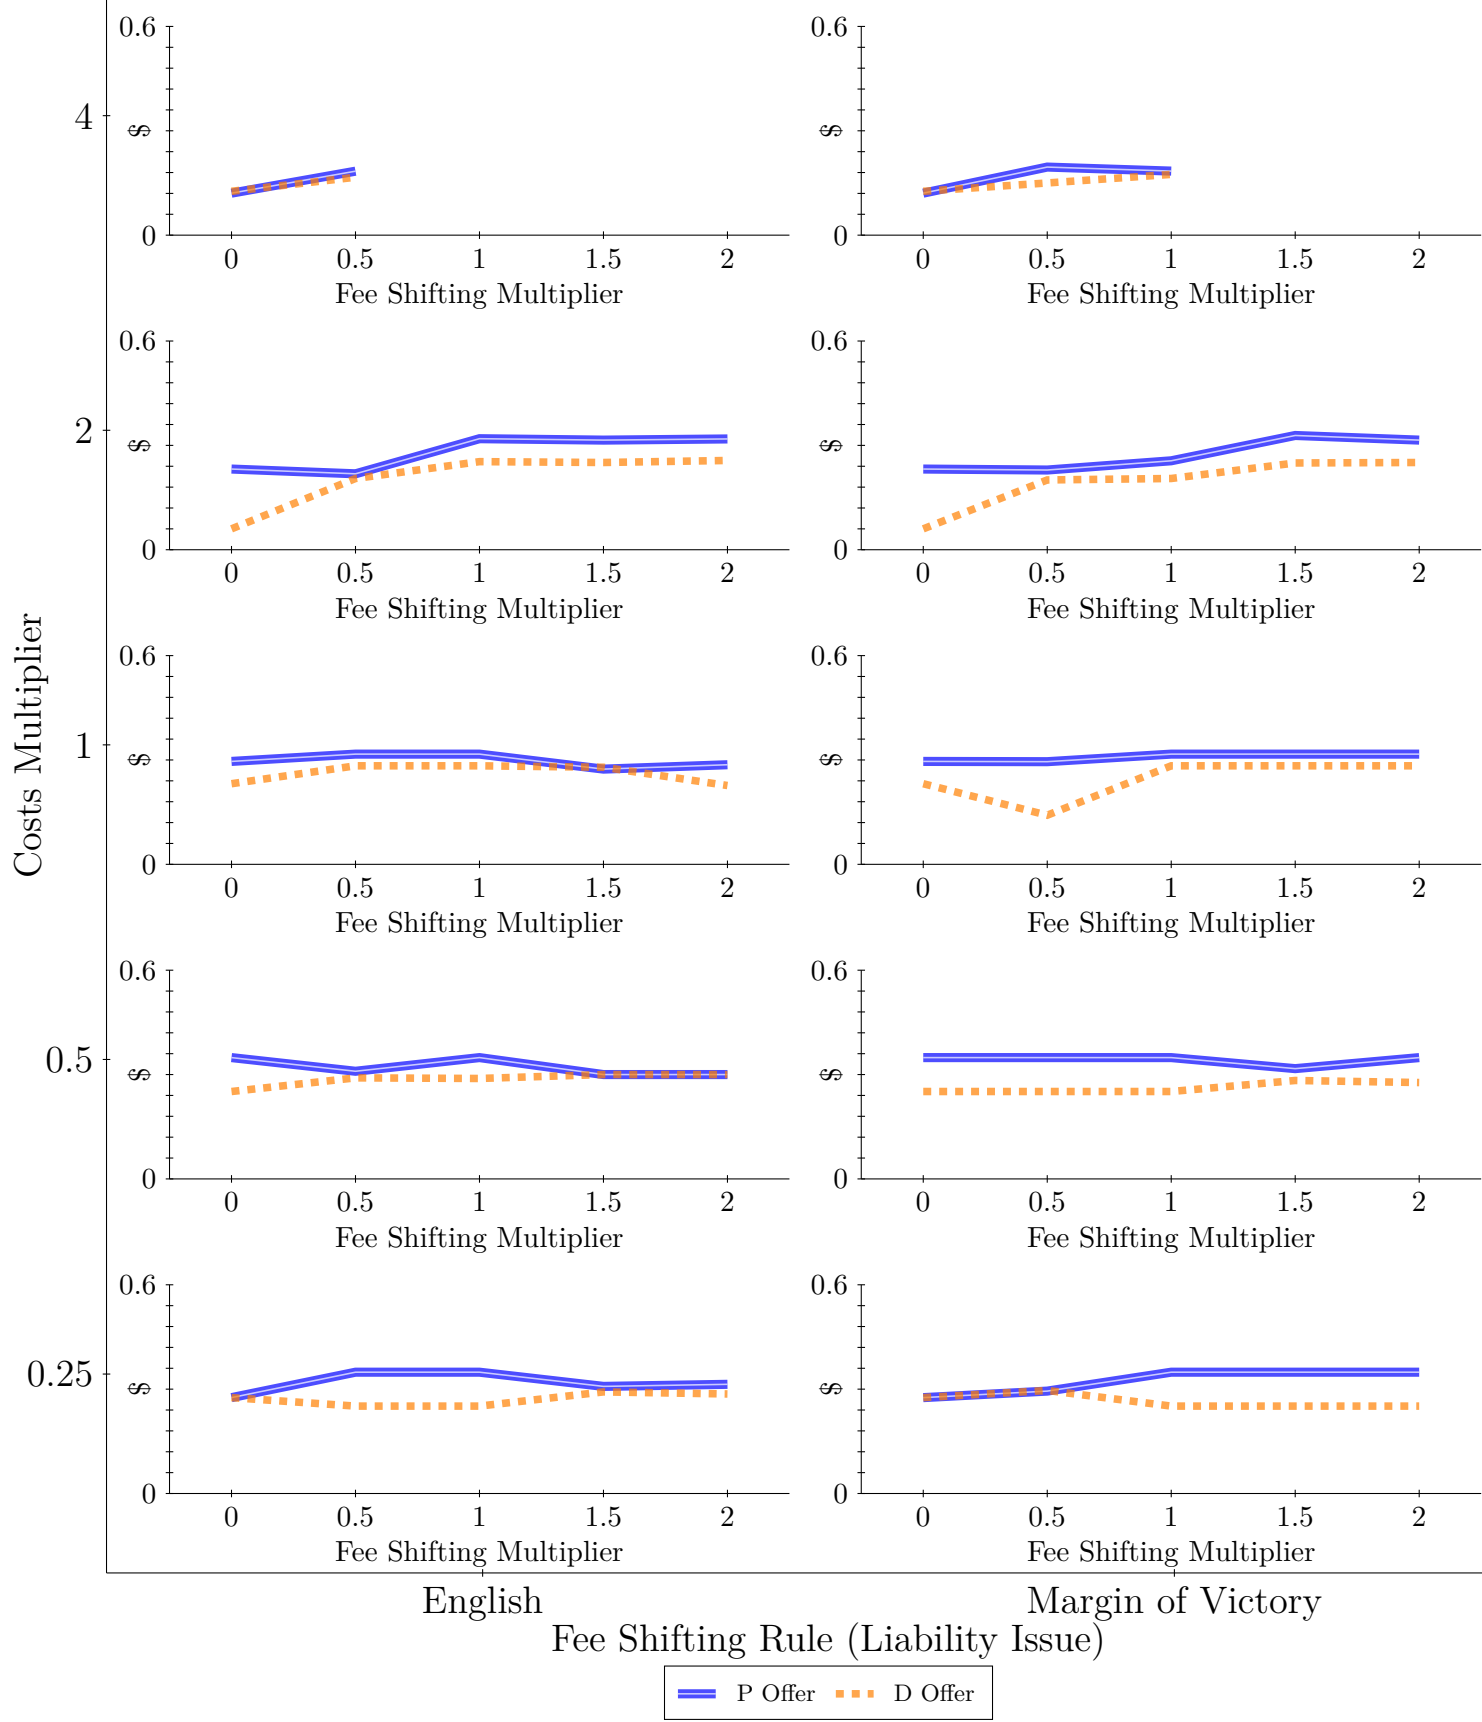 Costs Multiplier
4
0.6
$
0
0 0.5 1 1.5 2
Fee Shifting Multiplier
0.6
$
0
0 0.5 1 1.5 2
Fee Shifting Multiplier
2
0.6
$
0
0 0.5 1 1.5 2
Fee Shifting Multiplier
0.6
$
0
0 0.5 1 1.5 2
Fee Shifting Multiplier
1
0.6
$
0
0 0.5 1 1.5 2
Fee Shifting Multiplier
0.6
$
0
0 0.5 1 1.5 2
Fee Shifting Multiplier
0.5
0.6
$
0
0 0.5 1 1.5 2
Fee Shifting Multiplier
0.6
$
0
0 0.5 1 1.5 2
Fee Shifting Multiplier
0.25
0.6
$
0
0 0.5 1 1.5 2
Fee Shifting Multiplier
0.6
$
0
0 0.5 1 1.5 2
Fee Shifting Multiplier
English
Margin of Victory
Fee Shifting Rule (Liability Issue)
P Offer D Offer